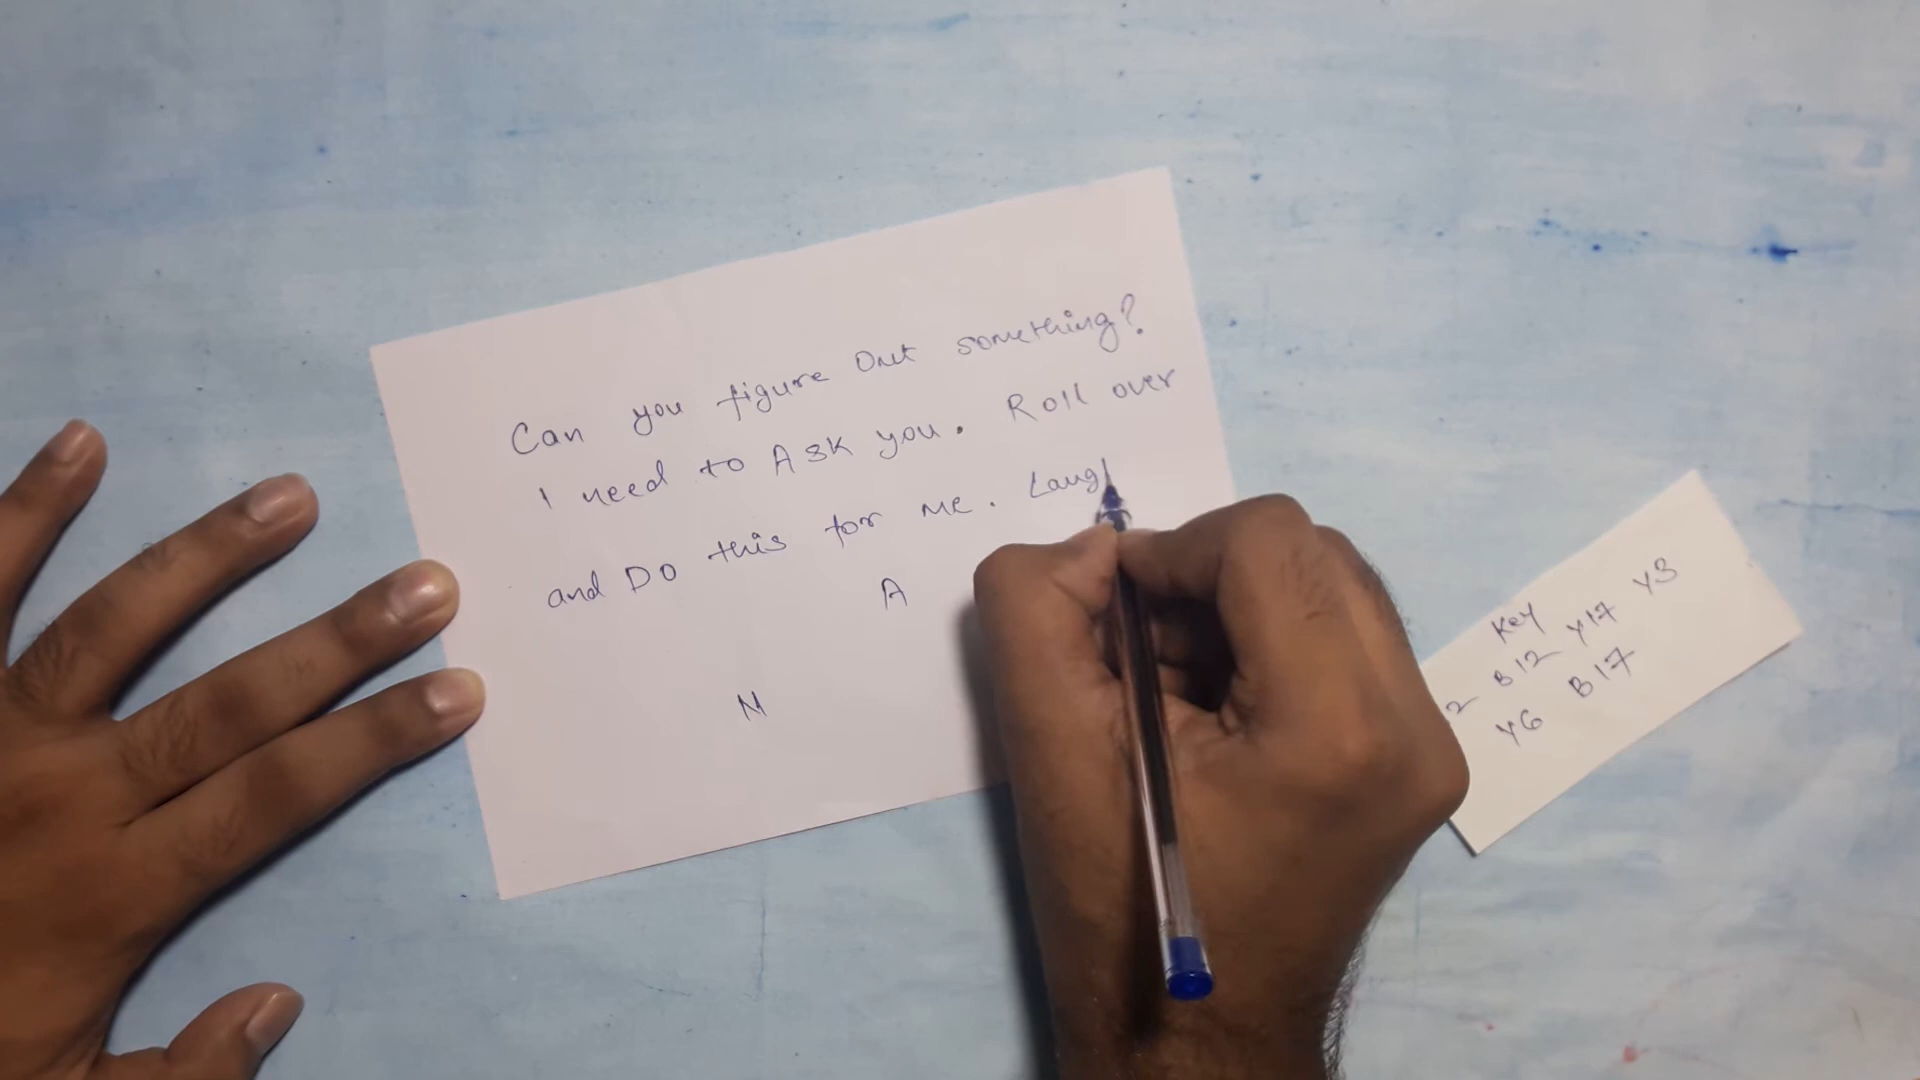 Can you figure Out something?
I need to ASK you. Roll over
and DO this for me. Laugh
A
N
Key
2 B12 Y17 Y3
Y6 B17